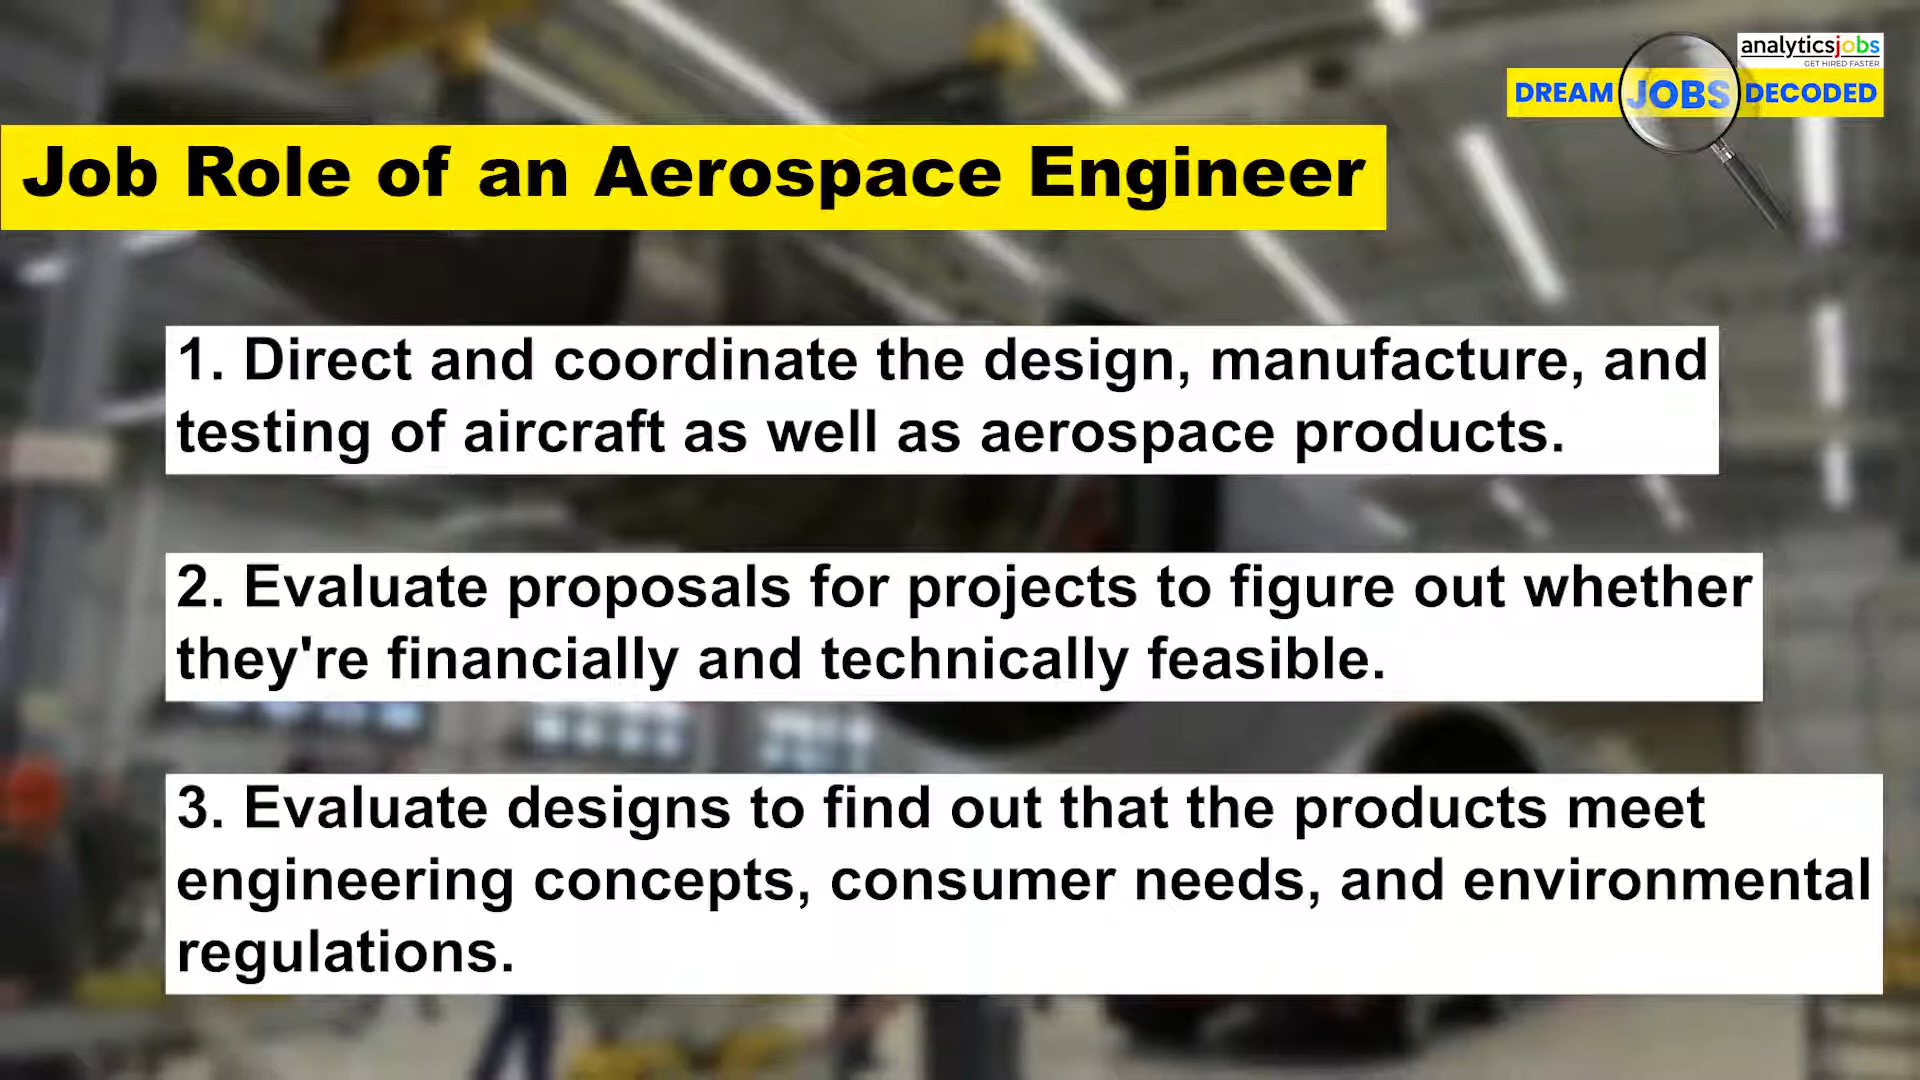 analyticsjobs
GET HIRED FASTER
DREAM JOBS DECODED
Job Role of an Aerospace Engineer
1. Direct and coordinate the design, manufacture, and
testing of aircraft as well as aerospace products.
2. Evaluate proposals for projects to figure out whether
they're financially and technically feasible.
3. Evaluate designs to find out that the products meet
engineering concepts, consumer needs, and environmental
regulations.